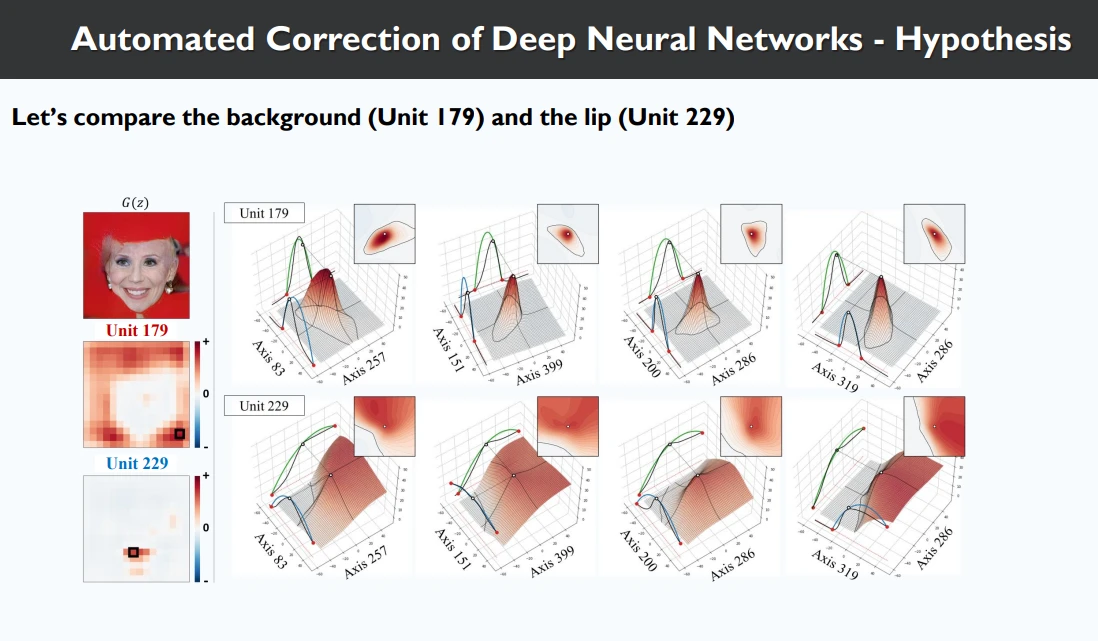 Automated Correction of Deep Neural Networks - Hypothesis
Let's compare the background (Unit 179) and the lip (Unit 229)
G(z)
Unit 179
Unit 179
+
0
-
Axis 83
Axis 257
Axis 151
Axis 399
Axis 200
Axis 286
Axis 319
Axis 286
Unit 229
Unit 229
+
0
-
Axis 83
Axis 257
Axis 151
Axis 399
Axis 200
Axis 286
Axis 319
Axis 286